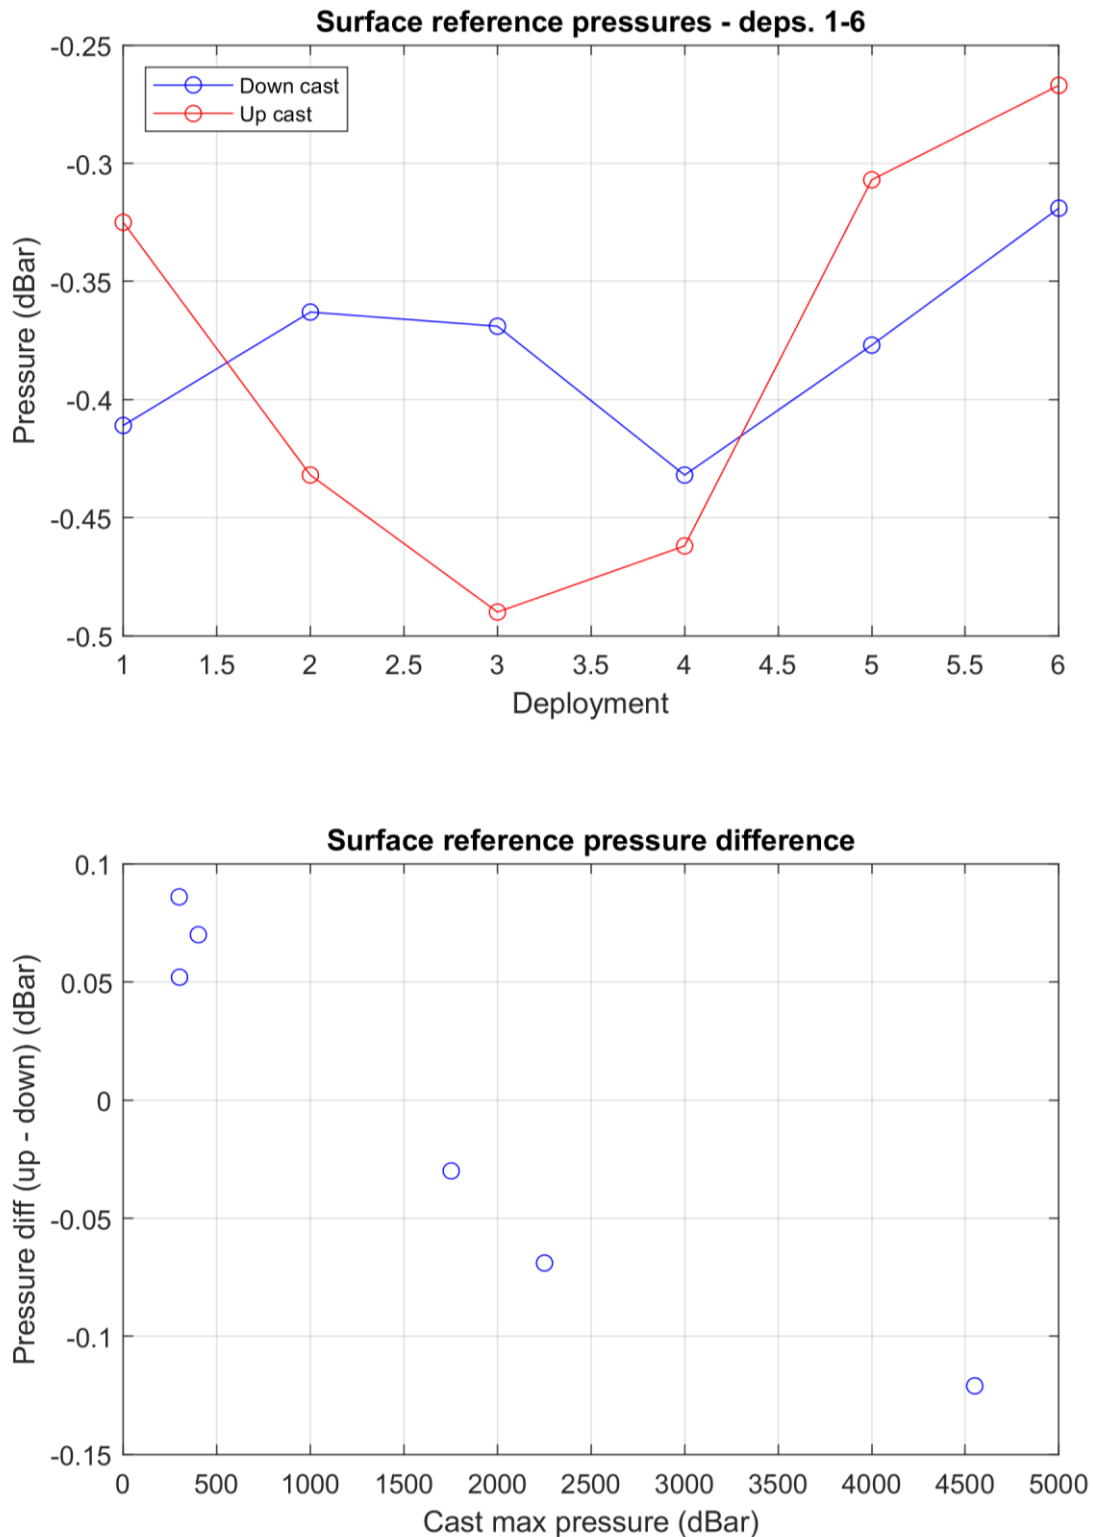 Surface reference pressures - deps. 1-6
Down cast
Up cast
-0.25
-0.3
-0.35
-0.4
-0.45
-0.5
Pressure (dBar)
1 1.5 2 2.5 3 3.5 4 4.5 5 5.5 6
Deployment
Surface reference pressure difference
0.1
0.05
0
-0.05
-0.1
-0.15
Pressure diff (up - down) (dBar)
0 500 1000 1500 2000 2500 3000 3500 4000 4500 5000
Cast max pressure (dBar)